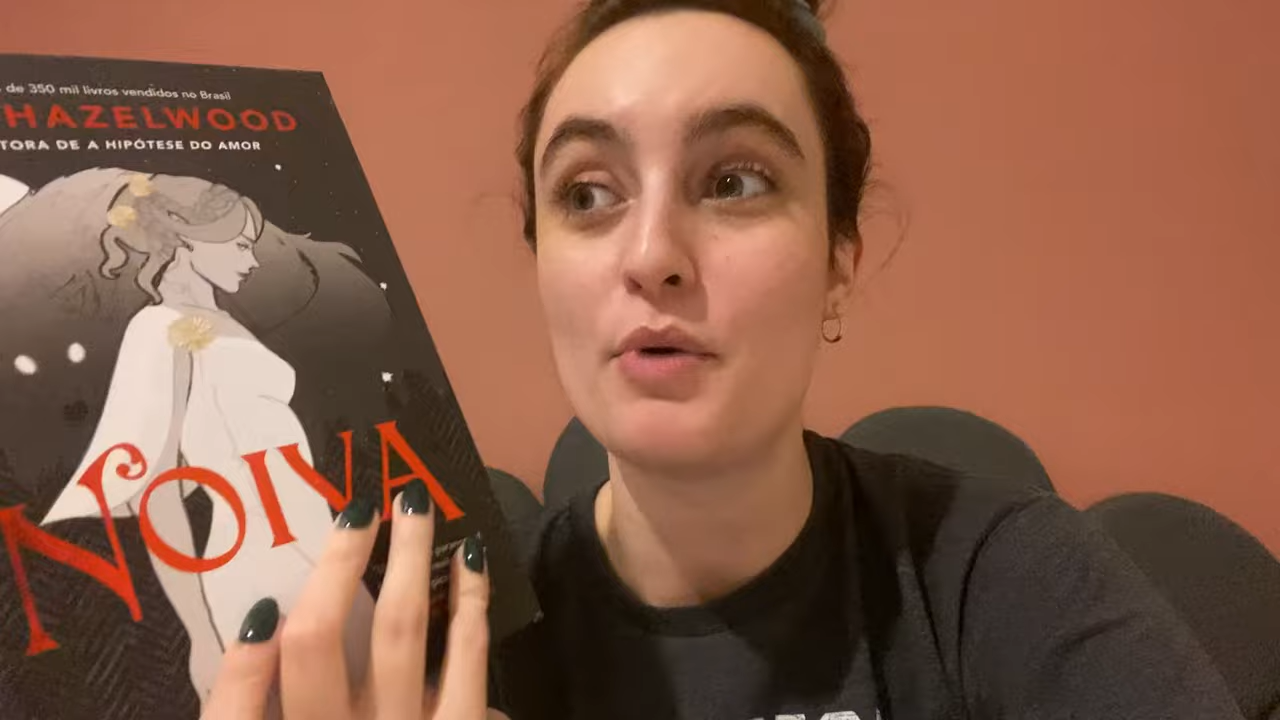 de 350 mil livros vendidos no Brasil
HAZELWOOD
TORA DE A HIPÓTESE DO AMOR
NOIVA